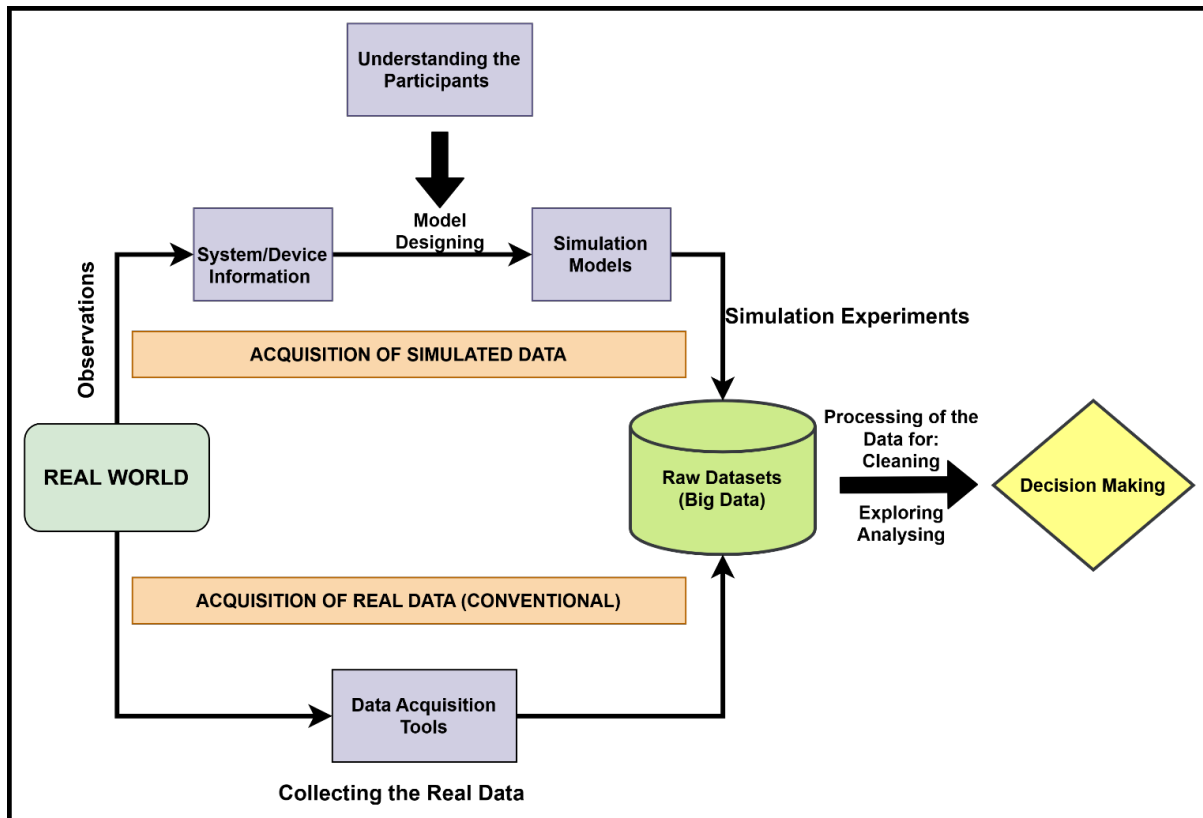 Understanding the
Participants
Model
Designing
System/Device
Information
Simulation
Models
Observations
Simulation Experiments
ACQUISITION OF SIMULATED DATA
REAL WORLD
Raw Datasets
(Big Data)
Processing of the
Data for:
Cleaning
Exploring
Analysing
Decision Making
ACQUISITION OF REAL DATA (CONVENTIONAL)
Data Acquisition
Tools
Collecting the Real Data